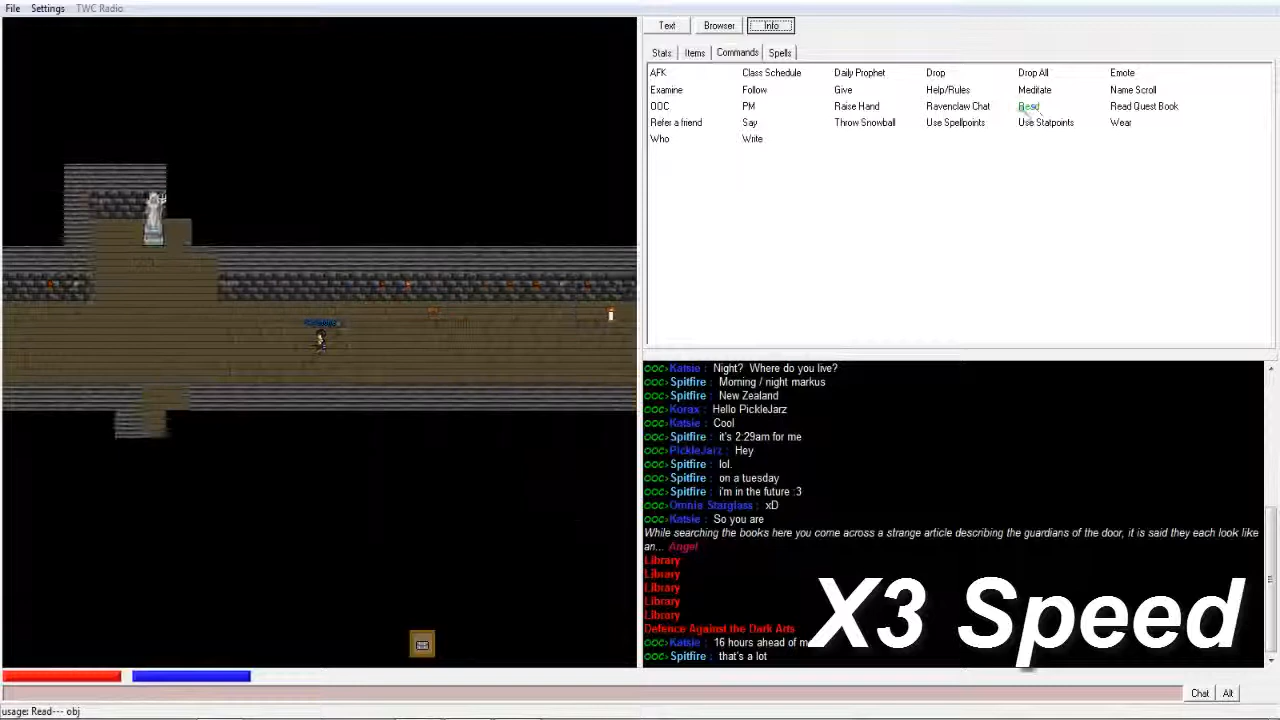 File Settings TWC Radio
Text Browser Info
Stats Items Commands Spells
AFK Class Schedule Daily Prophet Drop Drop All Emote
Examine Follow Give Help/Rules Meditate Name Scroll
OOC PM Raise Hand Ravenclaw Chat Read Read Quest Book
Refer a friend Say Throw Snowball Use Spellpoints Use Statpoints Wear
Who Write
OOC>Katsie : Night? Where do you live?
OOC>Spitfire : Morning / night markus
OOC>Spitfire : New Zealand
OOC>Korax : Hello PickleJarz
OOC>Katsie : Cool
OOC>Spitfire : it's 2:29am for me
OOC>PickleJarz : Hey
OOC>Spitfire : lol.
OOC>Spitfire : on a tuesday
OOC>Spitfire : i'm in the future :3
OOC>Omnis Starglass : xD
OOC>Katsie : So you are
While searching the books here you come across a strange article describing the guardians of the door, it is said they each look like
an... Angel
Library
Library
Library
Library
Library
Defence Against the Dark Arts
OOC>Katsie : 16 hours ahead of m
OOC>Spitfire : that's a lot
X3 Speed
Chat Alt
usage: Read--- obj